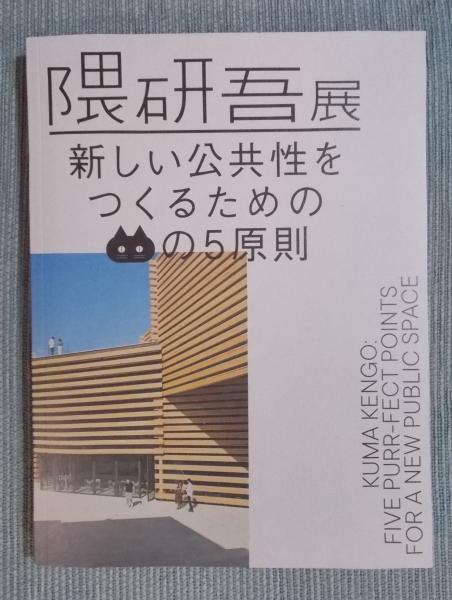 隈研吾展
新しい公共性を
つくるための
の5原則
KUMA KENGO:
FIVE PURR-FECT POINTS
FOR A NEW PUBLIC SPACE